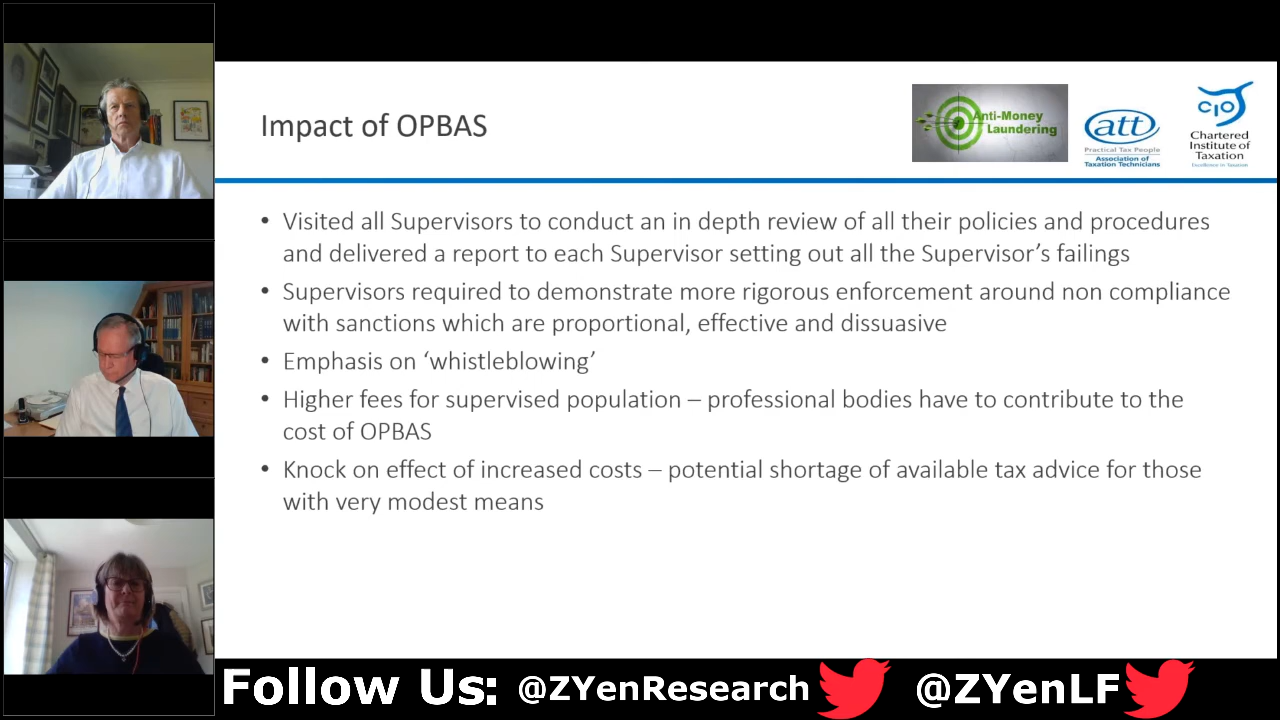 Impact of OPBAS
Anti-Money
Laundering
att
Practical Tax People
Association of
Taxation Technicians
CIOT
Chartered
Institute of
Taxation
Excellence in Taxation
• Visited all Supervisors to conduct an in depth review of all their policies and procedures
and delivered a report to each Supervisor setting out all the Supervisor’s failings
• Supervisors required to demonstrate more rigorous enforcement around non compliance
with sanctions which are proportional, effective and dissuasive
• Emphasis on ‘whistleblowing’
• Higher fees for supervised population – professional bodies have to contribute to the
cost of OPBAS
• Knock on effect of increased costs – potential shortage of available tax advice for those
with very modest means
Follow Us: @ZYenResearch @ZYenLF